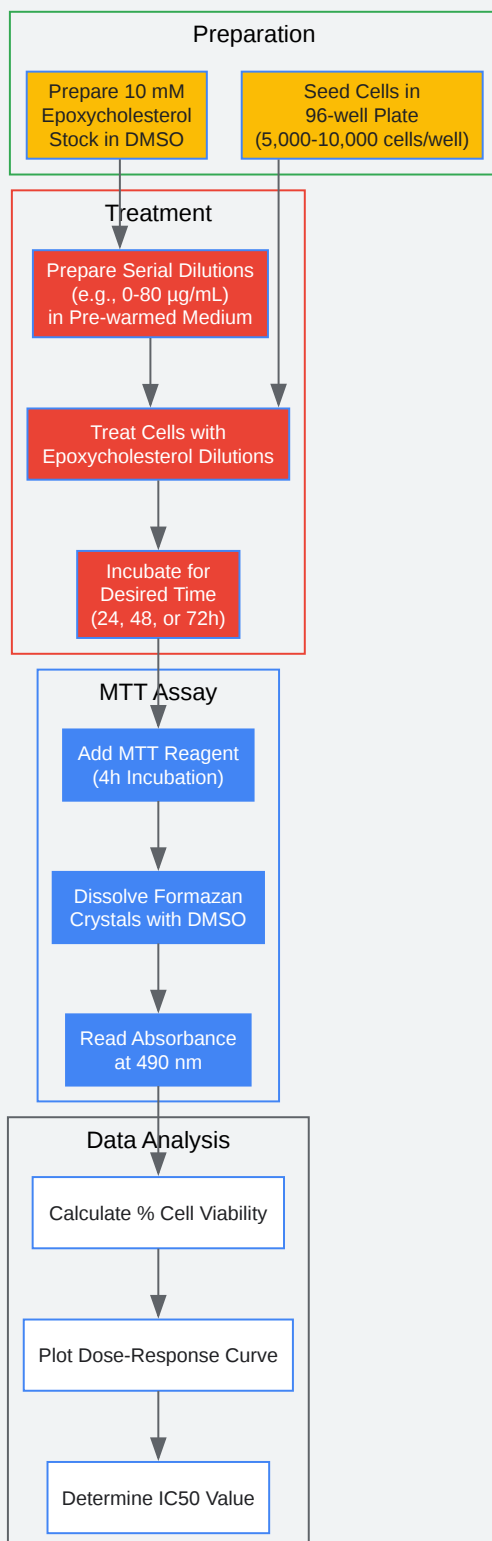 Preparation
Prepare 10 mM
Epoxycholesterol
Stock in DMSO
Seed Cells in
96-well Plate
(5,000-10,000 cells/well)
Treatment
Prepare Serial Dilutions
(e.g., 0-80 µg/mL)
in Pre-warmed Medium
Treat Cells with
Epoxycholesterol Dilutions
Incubate for
Desired Time
(24, 48, or 72h)
MTT Assay
Add MTT Reagent
(4h Incubation)
Dissolve Formazan
Crystals with DMSO
Read Absorbance
at 490 nm
Data Analysis
Calculate % Cell Viability
Plot Dose-Response Curve
Determine IC50 Value